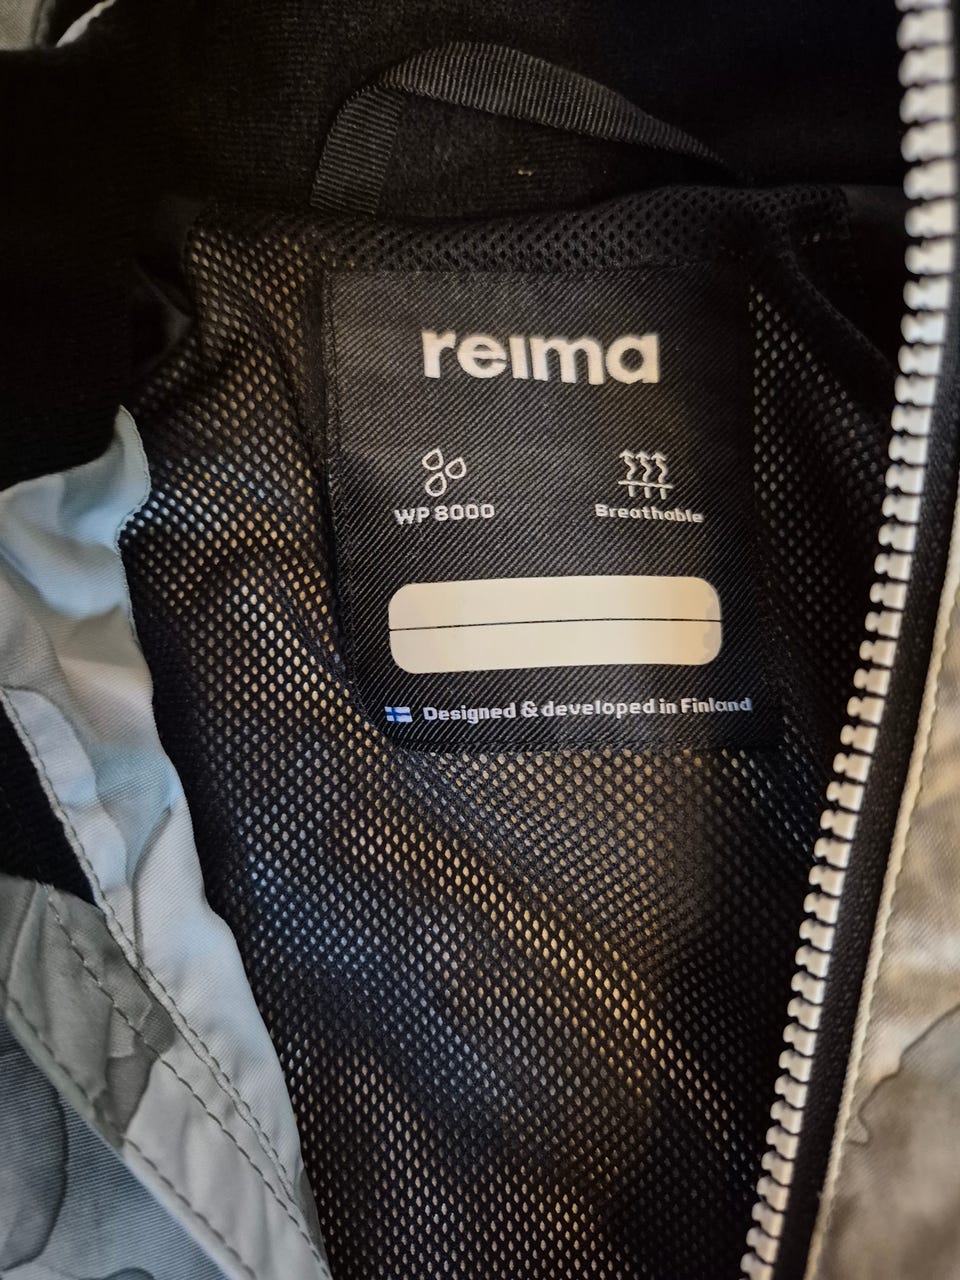 reima
WP 8000
Breathable
Designed & developed in Finland